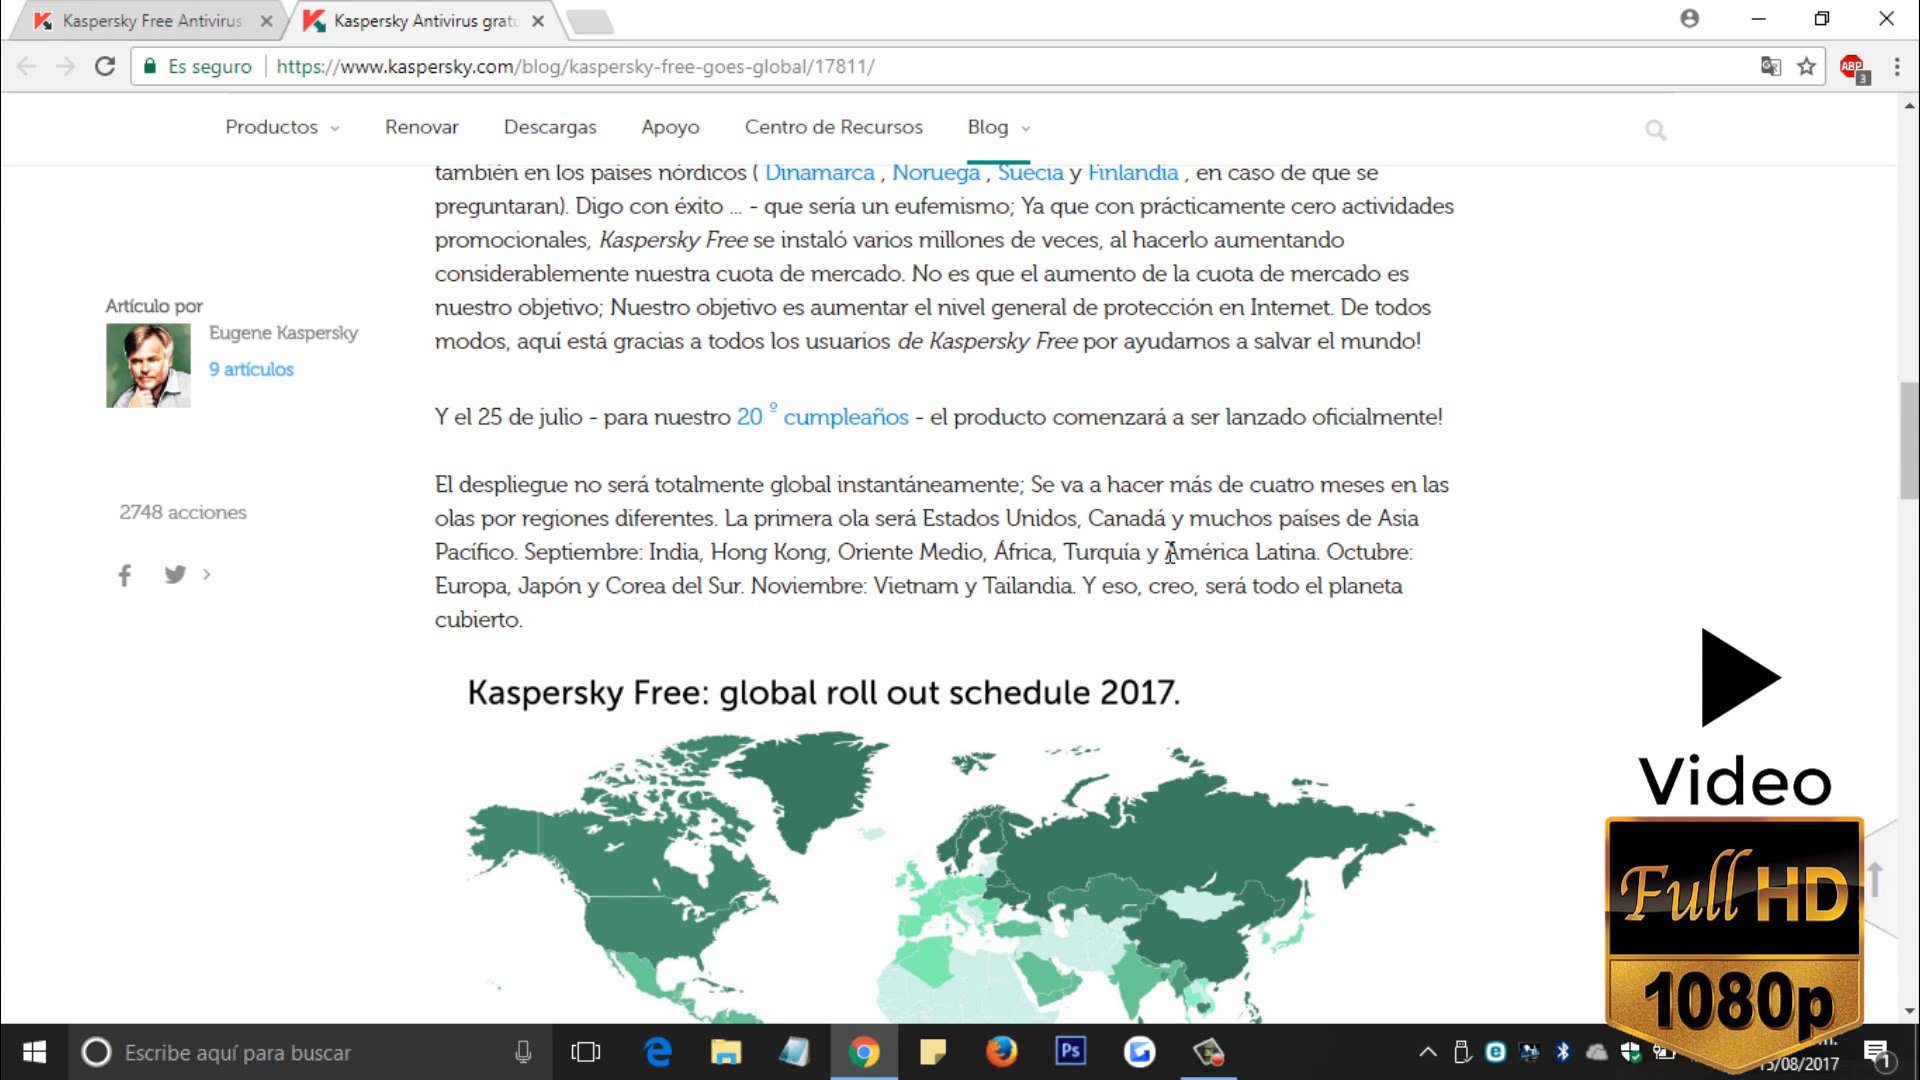 Kaspersky Free Antivirus
Kaspersky Antivirus gratu
Es seguro
https://www.kaspersky.com/blog/kaspersky-free-goes-global/17811/
ABP
3
Productos
Renovar
Descargas
Apoyo
Centro de Recursos
Blog
también en los países nórdicos ( Dinamarca , Noruega , Suecia y Finlandia , en caso de que se
preguntaran). Digo con éxito ... - que sería un eufemismo; Ya que con prácticamente cero actividades
promocionales, Kaspersky Free se instaló varios millones de veces, al hacerlo aumentando
considerablemente nuestra cuota de mercado. No es que el aumento de la cuota de mercado es
nuestro objetivo; Nuestro objetivo es aumentar el nivel general de protección en Internet. De todos
modos, aquí está gracias a todos los usuarios de Kaspersky Free por ayudarnos a salvar el mundo!
Artículo por
Eugene Kaspersky
9 artículos
Y el 25 de julio - para nuestro 20 º cumpleaños - el producto comenzará a ser lanzado oficialmente!
El despliegue no será totalmente global instantáneamente; Se va a hacer más de cuatro meses en las
olas por regiones diferentes. La primera ola será Estados Unidos, Canadá y muchos países de Asia
Pacífico. Septiembre: India, Hong Kong, Oriente Medio, África, Turquía y América Latina. Octubre:
Europa, Japón y Corea del Sur. Noviembre: Vietnam y Tailandia. Y eso, creo, será todo el planeta
cubierto.
2748 acciones
Kaspersky Free: global roll out schedule 2017.
Video
Full HD
1080p
Escribe aquí para buscar
Ps
15/08/2017
1